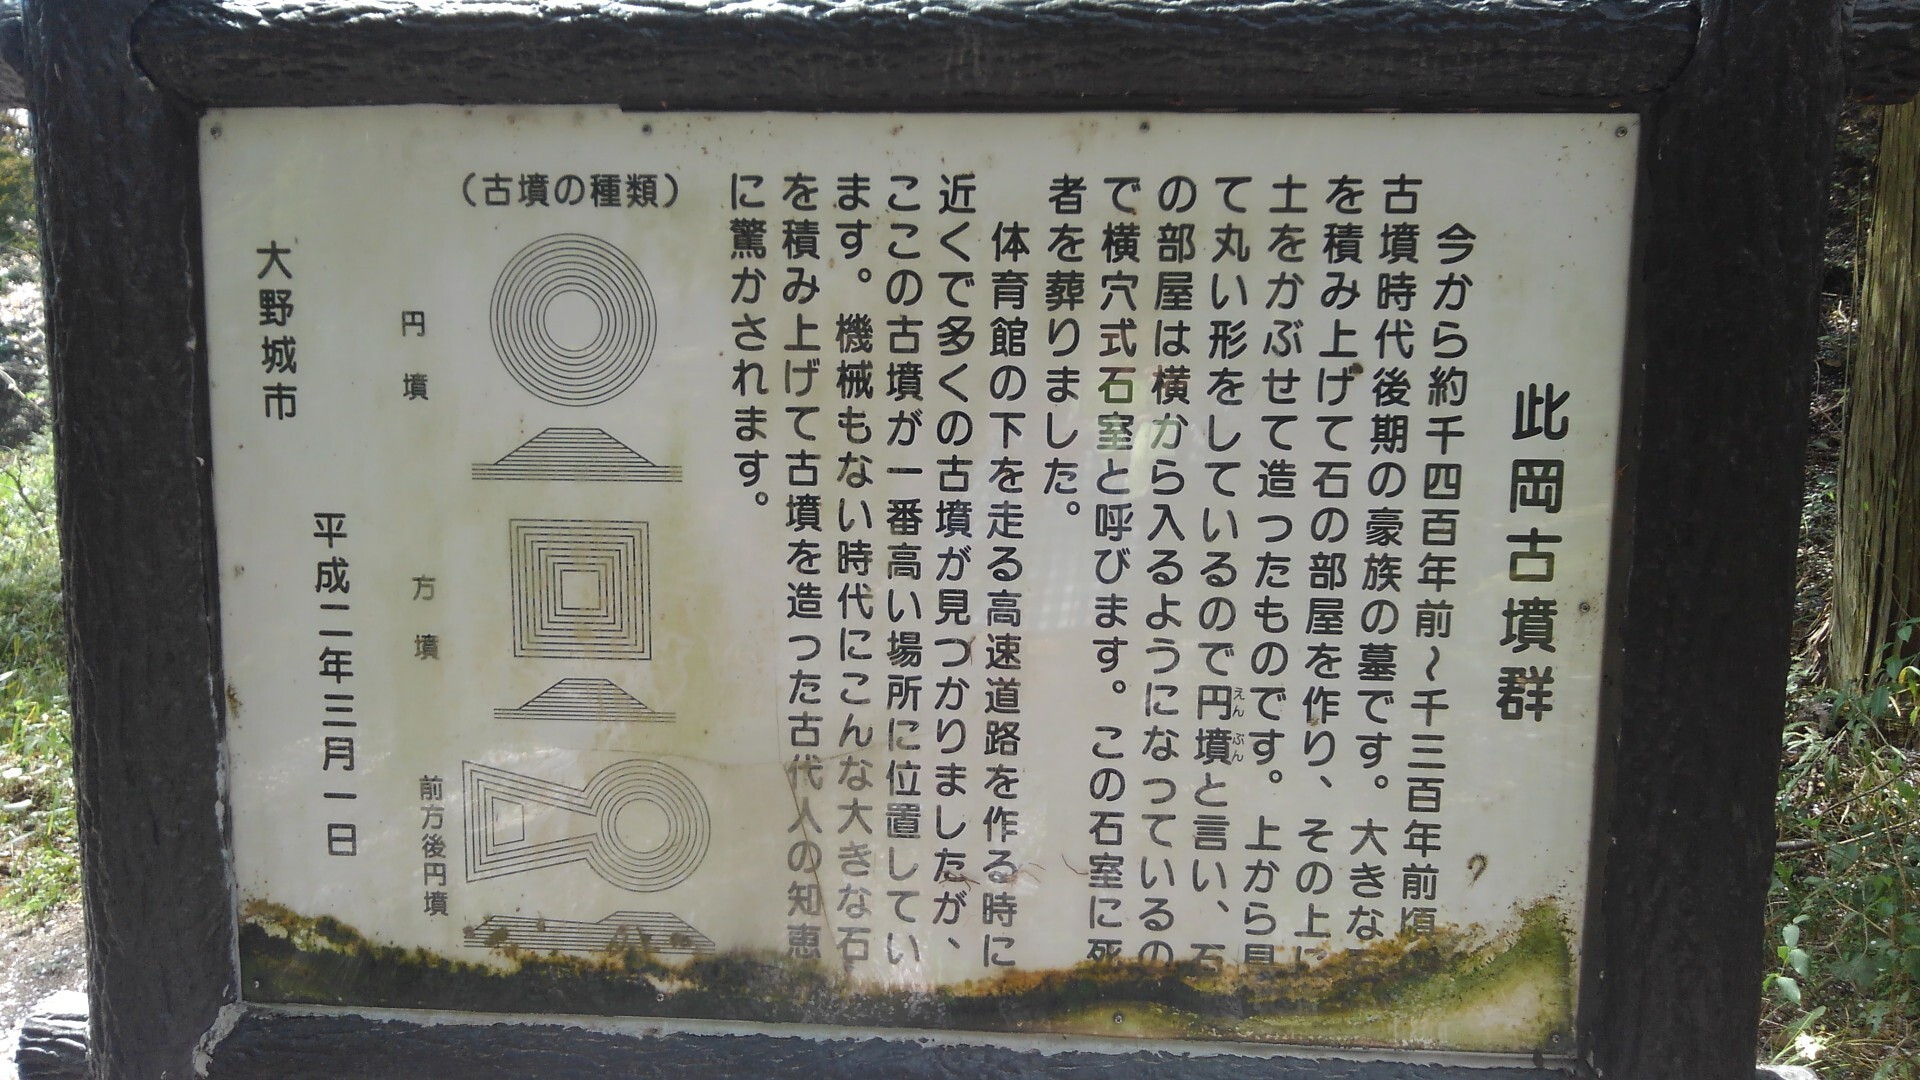 此岡古墳群
今から約千四百年前～千三百年前頃、
古墳時代後期の豪族の墓です。大きな石
を積み上げて石の部屋を作り、その上に
土をかぶせて造ったものです。上から見
て丸い形をしているので円墳と言い、石
えん ぷん
の部屋は横から入るようになっているの
で横穴式石室と呼びます。この石室に死
者を葬りました。
体育館の下を走る高速道路を作る時に
近くで多くの古墳が見つかりましたが、
ここの古墳が一番高い場所に位置してい
ます。機械もない時代にこんな大きな石
を積み上げて古墳を造った古代人の知恵
に驚かされます。
（古墳の種類）
円墳
方墳
前方後円墳
平成二年三月一日
大野城市